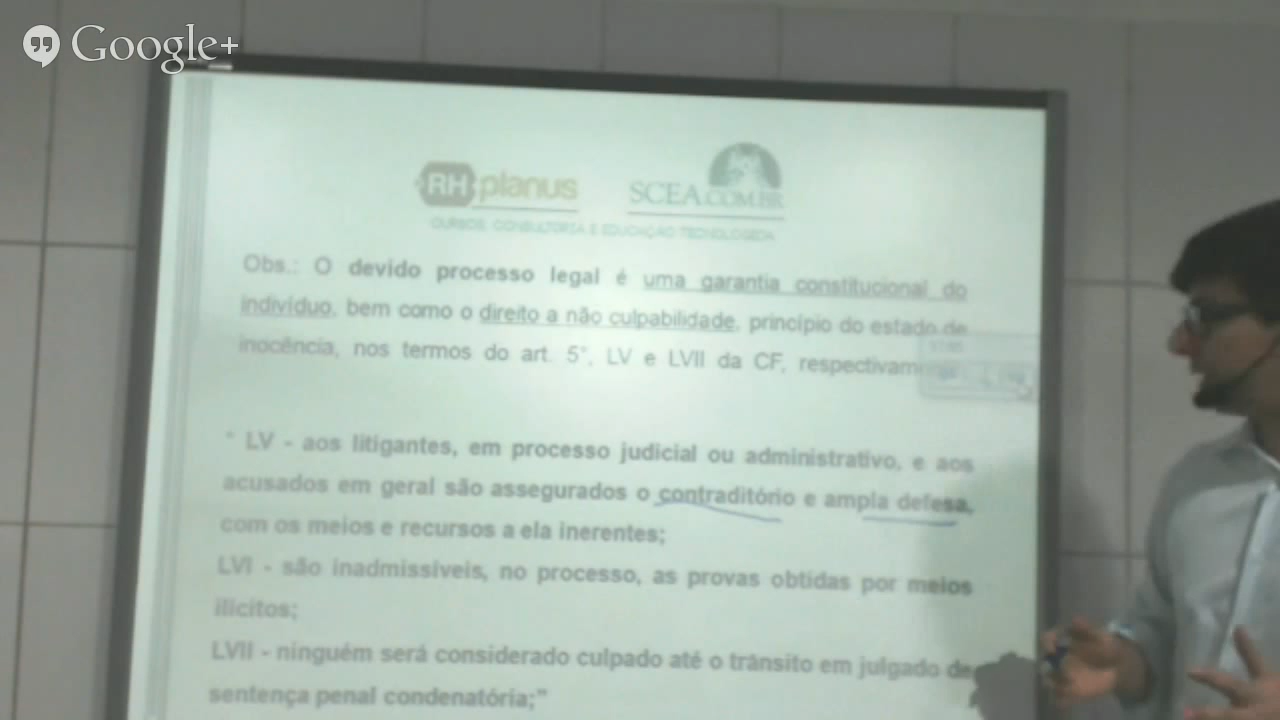 Google+
RH planus SCEA.COM.BR
CURSOS, CONSULTORIA E EDUCAÇÃO TECNOLÓGICA
Obs.: O devido processo legal é uma garantia constitucional do
indivíduo, bem como o direito a não culpabilidade, princípio do estado de
inocência, nos termos do art. 5°, LV e LVII da CF, respectivam
" LV - aos litigantes, em processo judicial ou administrativo, e aos
acusados em geral são assegurados o contraditório e ampla defesa,
com os meios e recursos a ela inerentes;
LVI - são inadmissíveis, no processo, as provas obtidas por meios
ilícitos;
LVII - ninguém será considerado culpado até o trânsito em julgado de
sentença penal condenatória;"